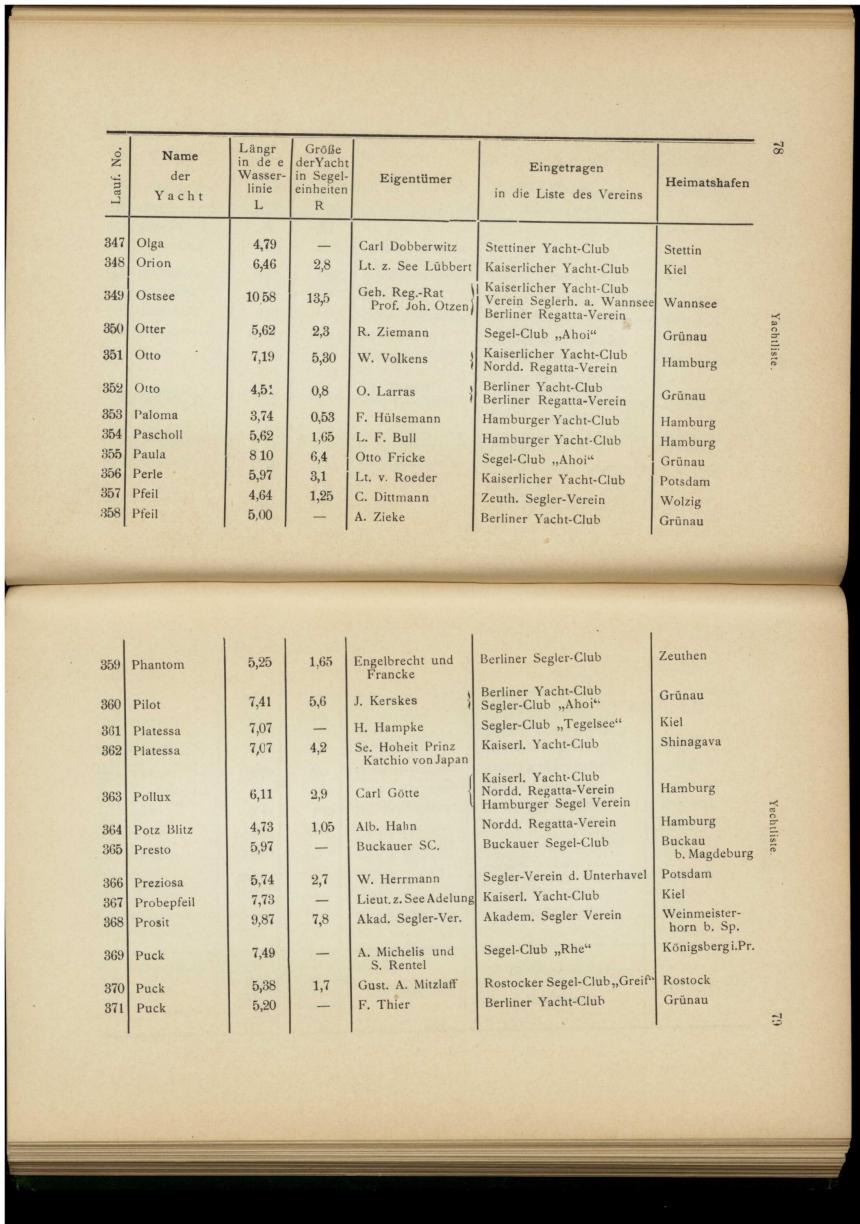 78
Yachtliste.
Lauf. No. Name der Yacht Längr in de e Wasser-linie L Größe derYacht in Segel-einheiten R Eigentümer Eingetragen in die Liste des Vereins Heimatshafen
347 Olga 4,79 — Carl Dobberwitz Stettiner Yacht-Club Stettin
348 Orion 6,46 2,8 Lt. z. See Lübbert Kaiserlicher Yacht-Club Kiel
349 Ostsee 10 58 13,5 Geh. Reg.-Rat Prof. Joh. Otzen Kaiserlicher Yacht-Club Verein Seglerh. a. Wannsee Berliner Regatta-Verein Wannsee
350 Otter 5,62 2,3 R. Ziemann Segel-Club „Ahoi“ Grünau
351 Otto 7,19 5,30 W. Volkens Kaiserlicher Yacht-Club Nordd. Regatta-Verein Hamburg
352 Otto 4,51 0,8 O. Larras Berliner Yacht-Club Berliner Regatta-Verein Grünau
353 Paloma 3,74 0,53 F. Hülsemann Hamburger Yacht-Club Hamburg
354 Pascholl 5,62 1,65 L. F. Bull Hamburger Yacht-Club Hamburg
355 Paula 8 10 6,4 Otto Fricke Segel-Club „Ahoi“ Grünau
356 Perle 5,97 3,1 Lt. v. Roeder Kaiserlicher Yacht-Club Potsdam
357 Pfeil 4,64 1,25 C. Dittmann Zeuth. Segler-Verein Wolzig
358 Pfeil 5,00 — A. Zieke Berliner Yacht-Club Grünau
359 Phantom 5,25 1,65 Engelbrecht und Francke Berliner Segler-Club Zeuthen
360 Pilot 7,41 5,6 J. Kerskes Berliner Yacht-Club Segler-Club „Ahoi“ Grünau
361 Platessa 7,07 — H. Hampke Segler-Club „Tegelsee“ Kiel
362 Platessa 7,07 4,2 Se. Hoheit Prinz Katchio von Japan Kaiserl. Yacht-Club Shinagava
363 Pollux 6,11 2,9 Carl Götte Kaiserl. Yacht-Club Nordd. Regatta-Verein Hamburger Segel Verein Hamburg
364 Potz Blitz 4,73 1,05 Alb. Hahn Nordd. Regatta-Verein Hamburg
365 Presto 5,97 — Buckauer SC. Buckauer Segel-Club Buckau b. Magdeburg
366 Preziosa 5,74 2,7 W. Herrmann Segler-Verein d. Unterhavel Potsdam
367 Probepfeil 7,73 — Lieut. z. See Adelung Kaiserl. Yacht-Club Kiel
368 Prosit 9,87 7,8 Akad. Segler-Ver. Akadem. Segler Verein Weinmeister-horn b. Sp.
369 Puck 7,49 — A. Michelis und S. Rentel Segel-Club „Rhe“ Königsberg i.Pr.
370 Puck 5,38 1,7 Gust. A. Mitzlaff Rostocker Segel-Club „Greif“ Rostock
371 Puck 5,20 — F. Thier Berliner Yacht-Club Grünau
Yachtliste.
79